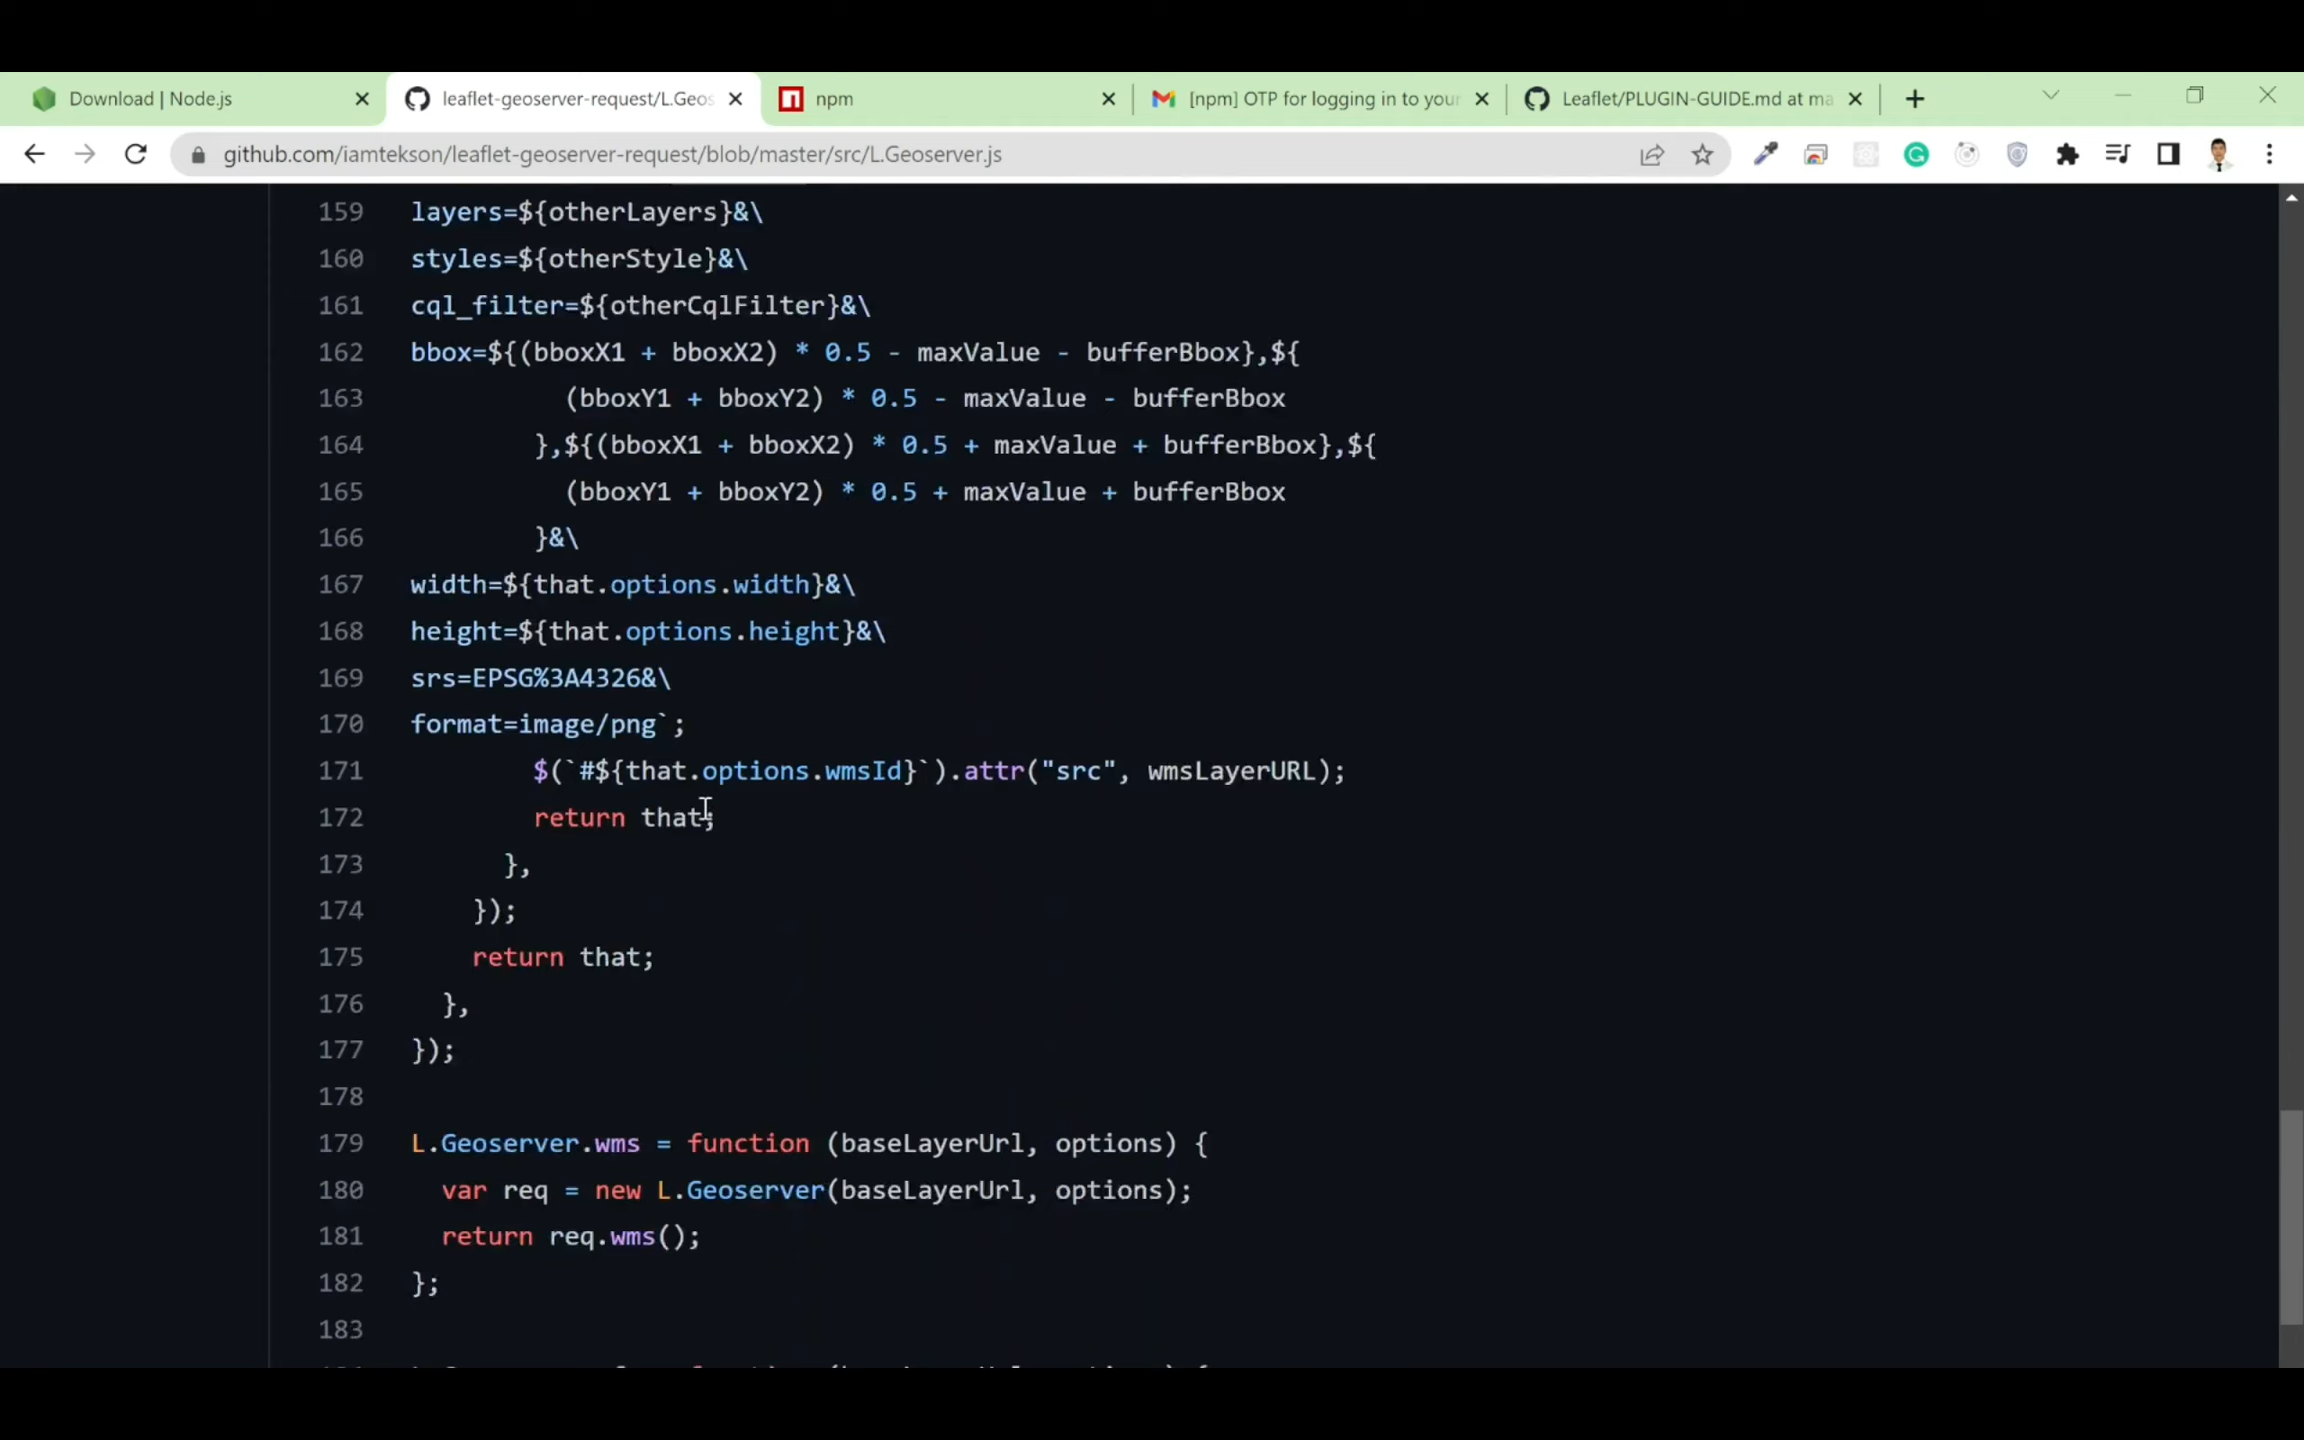 Download | Node.js
leaflet-geoserver-request/L.Geos
npm
[npm] OTP for logging in to your
Leaflet/PLUGIN-GUIDE.md at ma
github.com/iamtekson/leaflet-geoserver-request/blob/master/src/L.Geoserver.js
159 layers=${otherLayers}&\
160 styles=${otherStyle}&\
161 cql_filter=${otherCqlFilter}&\
162 bbox=${(bboxX1 + bboxX2) * 0.5 - maxValue - bufferBbox},${
163 (bboxY1 + bboxY2) * 0.5 - maxValue - bufferBbox
164 },${(bboxX1 + bboxX2) * 0.5 + maxValue + bufferBbox},${
165 (bboxY1 + bboxY2) * 0.5 + maxValue + bufferBbox
166 }&\
167 width=${that.options.width}&\
168 height=${that.options.height}&\
169 srs=EPSG%3A4326&\
170 format=image/png`;
171 $(`#${that.options.wmsId}`).attr("src", wmsLayerURL);
172 return that;
173 },
174 });
175 return that;
176 },
177 });
178
179 L.Geoserver.wms = function (baseLayerUrl, options) {
180 var req = new L.Geoserver(baseLayerUrl, options);
181 return req.wms();
182 };
183